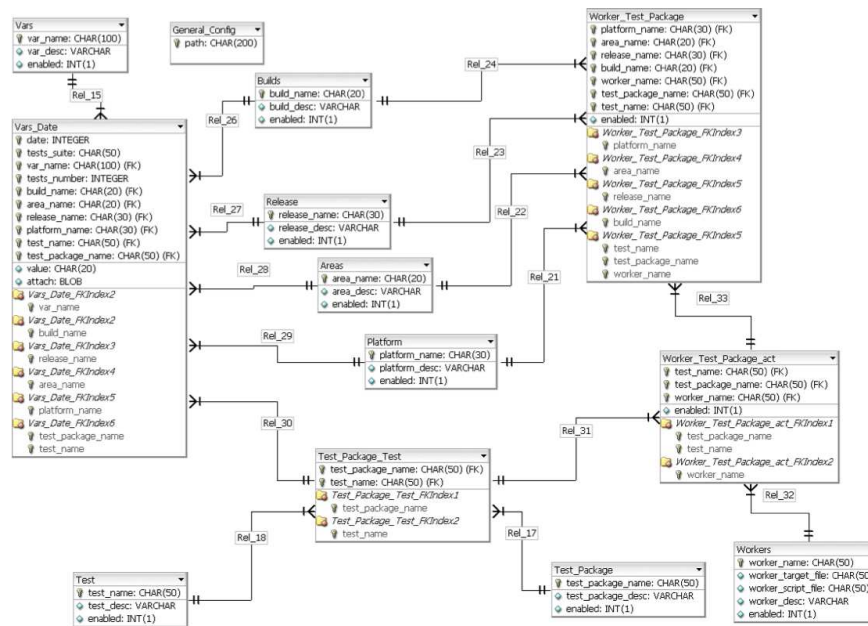 Vars
var_name: CHAR(100)
var_desc: VARCHAR
enabled: INT(1)
General_Config
path: CHAR(200)
Rel_15
Builds
build_name: CHAR(20)
build_desc: VARCHAR
enabled: INT(1)
Rel_24
Rel_26
Worker_Test_Package
platform_name: CHAR(30) (FK)
area_name: CHAR(20) (FK)
release_name: CHAR(30) (FK)
build_name: CHAR(20) (FK)
worker_name: CHAR(50) (FK)
test_package_name: CHAR(50) (FK)
test_name: CHAR(50) (FK)
enabled: INT(1)
Worker_Test_Package_FKIndex3
platform_name
Worker_Test_Package_FKIndex4
area_name
Worker_Test_Package_FKIndex5
release_name
Worker_Test_Package_FKIndex6
build_name
Worker_Test_Package_FKIndex5
test_name
test_package_name
worker_name
Vars_Date
date: INTEGER
tests_suite: CHAR(50)
var_name: CHAR(100) (FK)
tests_number: INTEGER
build_name: CHAR(20) (FK)
area_name: CHAR(20) (FK)
release_name: CHAR(30) (FK)
platform_name: CHAR(30) (FK)
test_name: CHAR(50) (FK)
test_package_name: CHAR(50) (FK)
value: CHAR(20)
attach: BLOB
Vars_Date_FKIndex2
var_name
Vars_Date_FKIndex2
build_name
Vars_Date_FKIndex3
release_name
Vars_Date_FKIndex4
area_name
Vars_Date_FKIndex5
platform_name
Vars_Date_FKIndex6
test_package_name
test_name
Rel_23
Rel_27
Release
release_name: CHAR(30)
release_desc: VARCHAR
enabled: INT(1)
Rel_22
Rel_28
Areas
area_name: CHAR(20)
area_desc: VARCHAR
enabled: INT(1)
Rel_21
Rel_29
Platform
platform_name: CHAR(30)
platform_desc: VARCHAR
enabled: INT(1)
Rel_33
Worker_Test_Package_act
test_name: CHAR(50) (FK)
test_package_name: CHAR(50) (FK)
worker_name: CHAR(50) (FK)
enabled: INT(1)
Worker_Test_Package_act_FKIndex1
test_package_name
test_name
Worker_Test_Package_act_FKIndex2
worker_name
Rel_30
Rel_31
Test_Package_Test
test_package_name: CHAR(50) (FK)
test_name: CHAR(50) (FK)
Test_Package_Test_FKIndex1
test_package_name
Test_Package_Test_FKIndex2
test_name
Rel_32
Rel_18
Rel_17
Workers
worker_name: CHAR(50)
worker_target_file: CHAR(50
worker_script_file: CHAR(50)
worker_desc: VARCHAR
enabled: INT(1)
Test
test_name: CHAR(50)
test_desc: VARCHAR
enabled: INT(1)
Test_Package
test_package_name: CHAR(50)
test_package_desc: VARCHAR
enabled: INT(1)